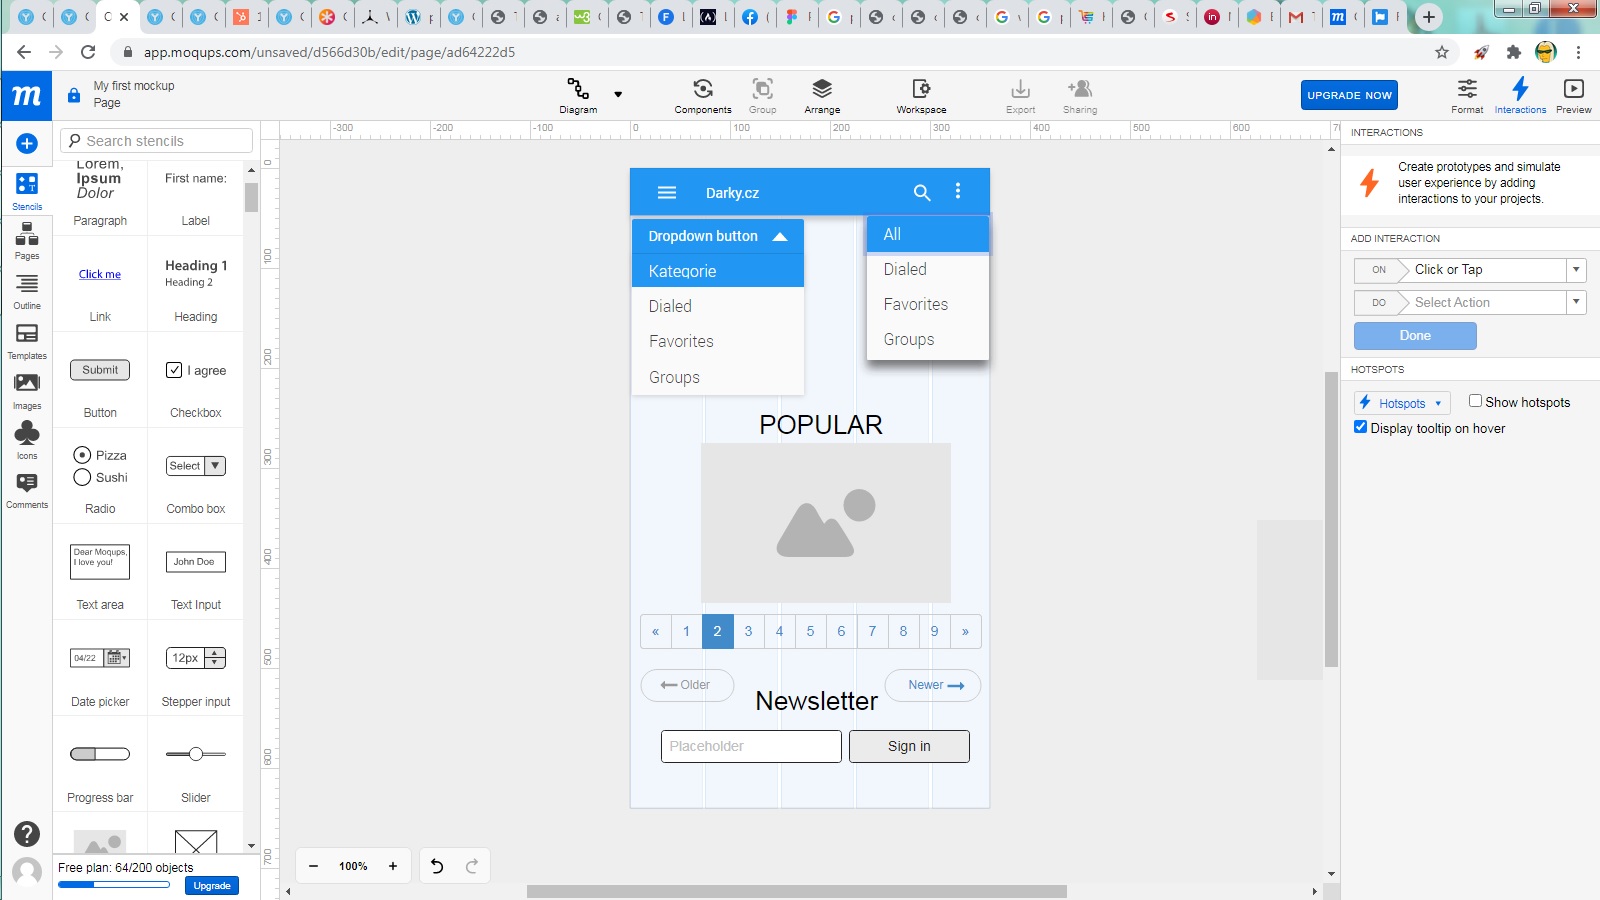 app.moqups.com/unsaved/d566d30b/edit/page/ad64222d5
My first mockup
Page
Diagram
Components
Group
Arrange
Workspace
Export
Sharing
UPGRADE NOW
Format
Interactions
Preview
Search stencils
Stencils
Pages
Outline
Templates
Images
Icons
Comments
Lorem,
Ipsum
Dolor
Paragraph
First name:
Label
Click me
Link
Heading 1
Heading 2
Heading
Submit
Button
I agree
Checkbox
Pizza
Sushi
Radio
Select
Combo box
Dear Moqups,
I love you!
Text area
John Doe
Text Input
04/22
Date picker
12px
Stepper input
Progress bar
Slider
Free plan: 64/200 objects
Upgrade
-300 -200 -100 0 100 200 300 400 500 600
0
100
200
300
400
500
600
700
Darky.cz
Dropdown button
Kategorie
Dialed
Favorites
Groups
All
Dialed
Favorites
Groups
POPULAR
« 1 2 3 4 5 6 7 8 9 »
Older
Newer
Newsletter
Placeholder
Sign in
− 100% +
INTERACTIONS
Create prototypes and simulate
user experience by adding
interactions to your projects.
ADD INTERACTION
ON Click or Tap
DO Select Action
Done
HOTSPOTS
Hotspots
Show hotspots
Display tooltip on hover